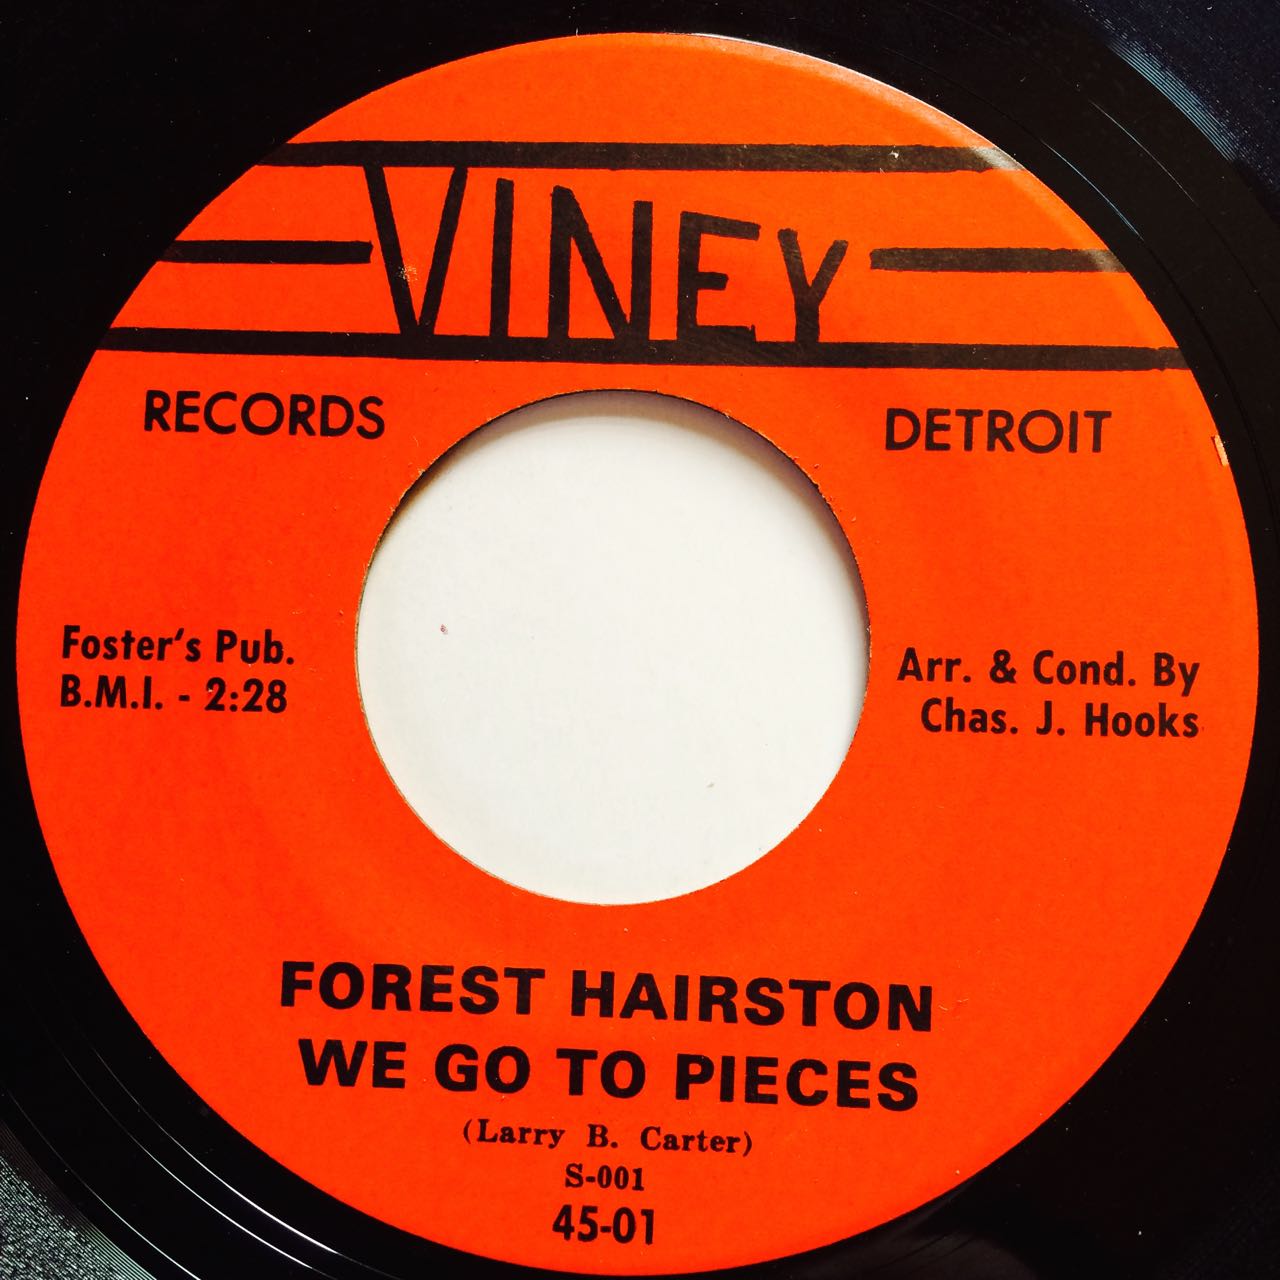 VINEY
RECORDS
DETROIT
Foster's Pub.
B.M.I. - 2:28
Arr. & Cond. By
Chas. J. Hooks
FOREST HAIRSTON
WE GO TO PIECES
(Larry B. Carter)
S-001
45-01